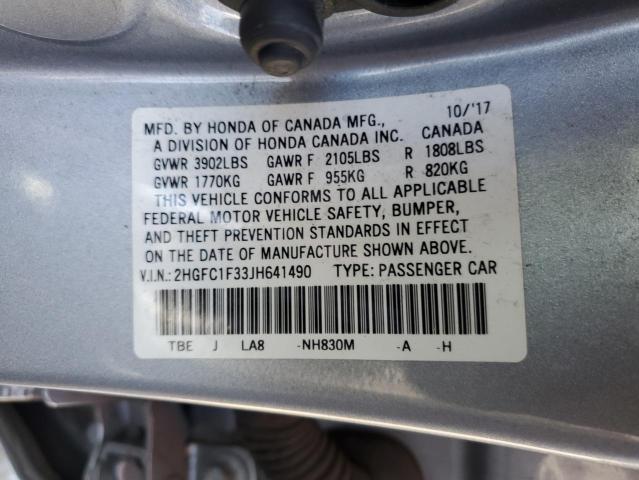 10/'17
MFD. BY HONDA OF CANADA MFG.,
A DIVISION OF HONDA CANADA INC. CANADA
GVWR 3902LBS GAWR F 2105LBS R 1808LBS
GVWR 1770KG GAWR F 955KG R 820KG
THIS VEHICLE CONFORMS TO ALL APPLICABLE
FEDERAL MOTOR VEHICLE SAFETY, BUMPER,
AND THEFT PREVENTION STANDARDS IN EFFECT
ON THE DATE OF MANUFACTURE SHOWN ABOVE.
V.I.N.: 2HGFC1F33JH641490 TYPE: PASSENGER CAR
TBE J LA8 -NH830M -A -H